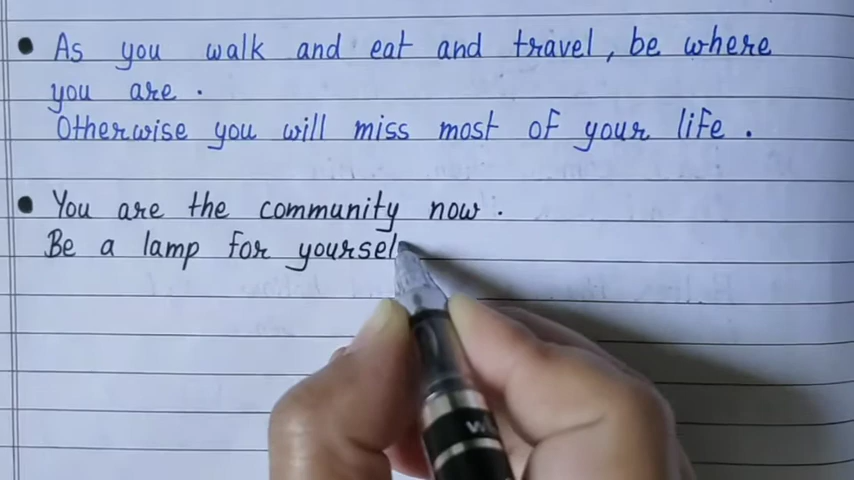 • As you walk and eat and travel, be where
you are.
Otherwise you will miss most of your life.
• You are the community now.
Be a lamp for yoursel